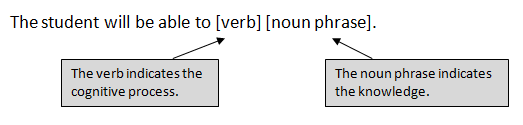 The student will be able to [verb] [noun phrase].
The verb indicates the
cognitive process.
The noun phrase indicates
the knowledge.